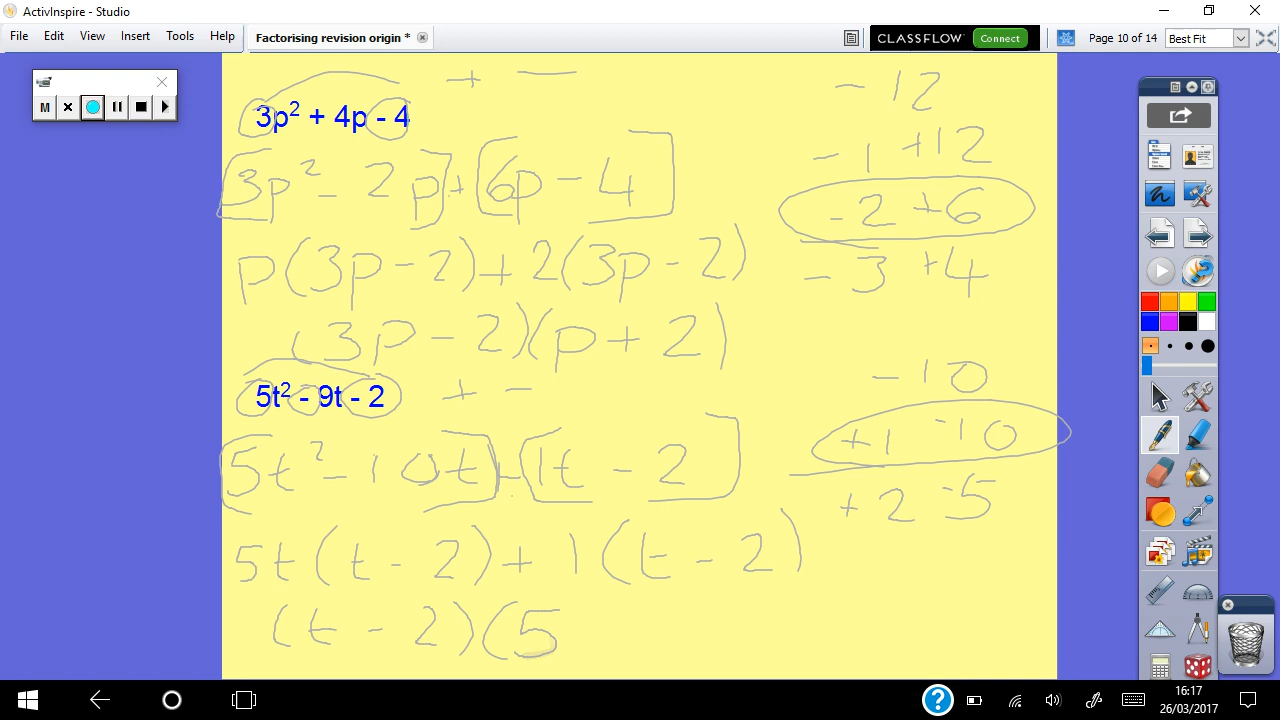 ActivInspire - Studio
File Edit View Insert Tools Help
Factorising revision origin *
CLASSFLOW Connect
Page 10 of 14 Best Fit
M
+ −
3p² + 4p - 4
3p² − 2p + 6p − 4
p(3p − 2) + 2(3p − 2)
(3p − 2)(p + 2)
− 12
− 1 + 12
− 2 + 6
− 3 + 4
+ −
5t² - 9t - 2
5t² − 10t + 1t − 2
5t(t − 2) + 1(t − 2)
(t − 2)(5
− 10
+ 1 − 10
+ 2 − 5
16:17
26/03/2017